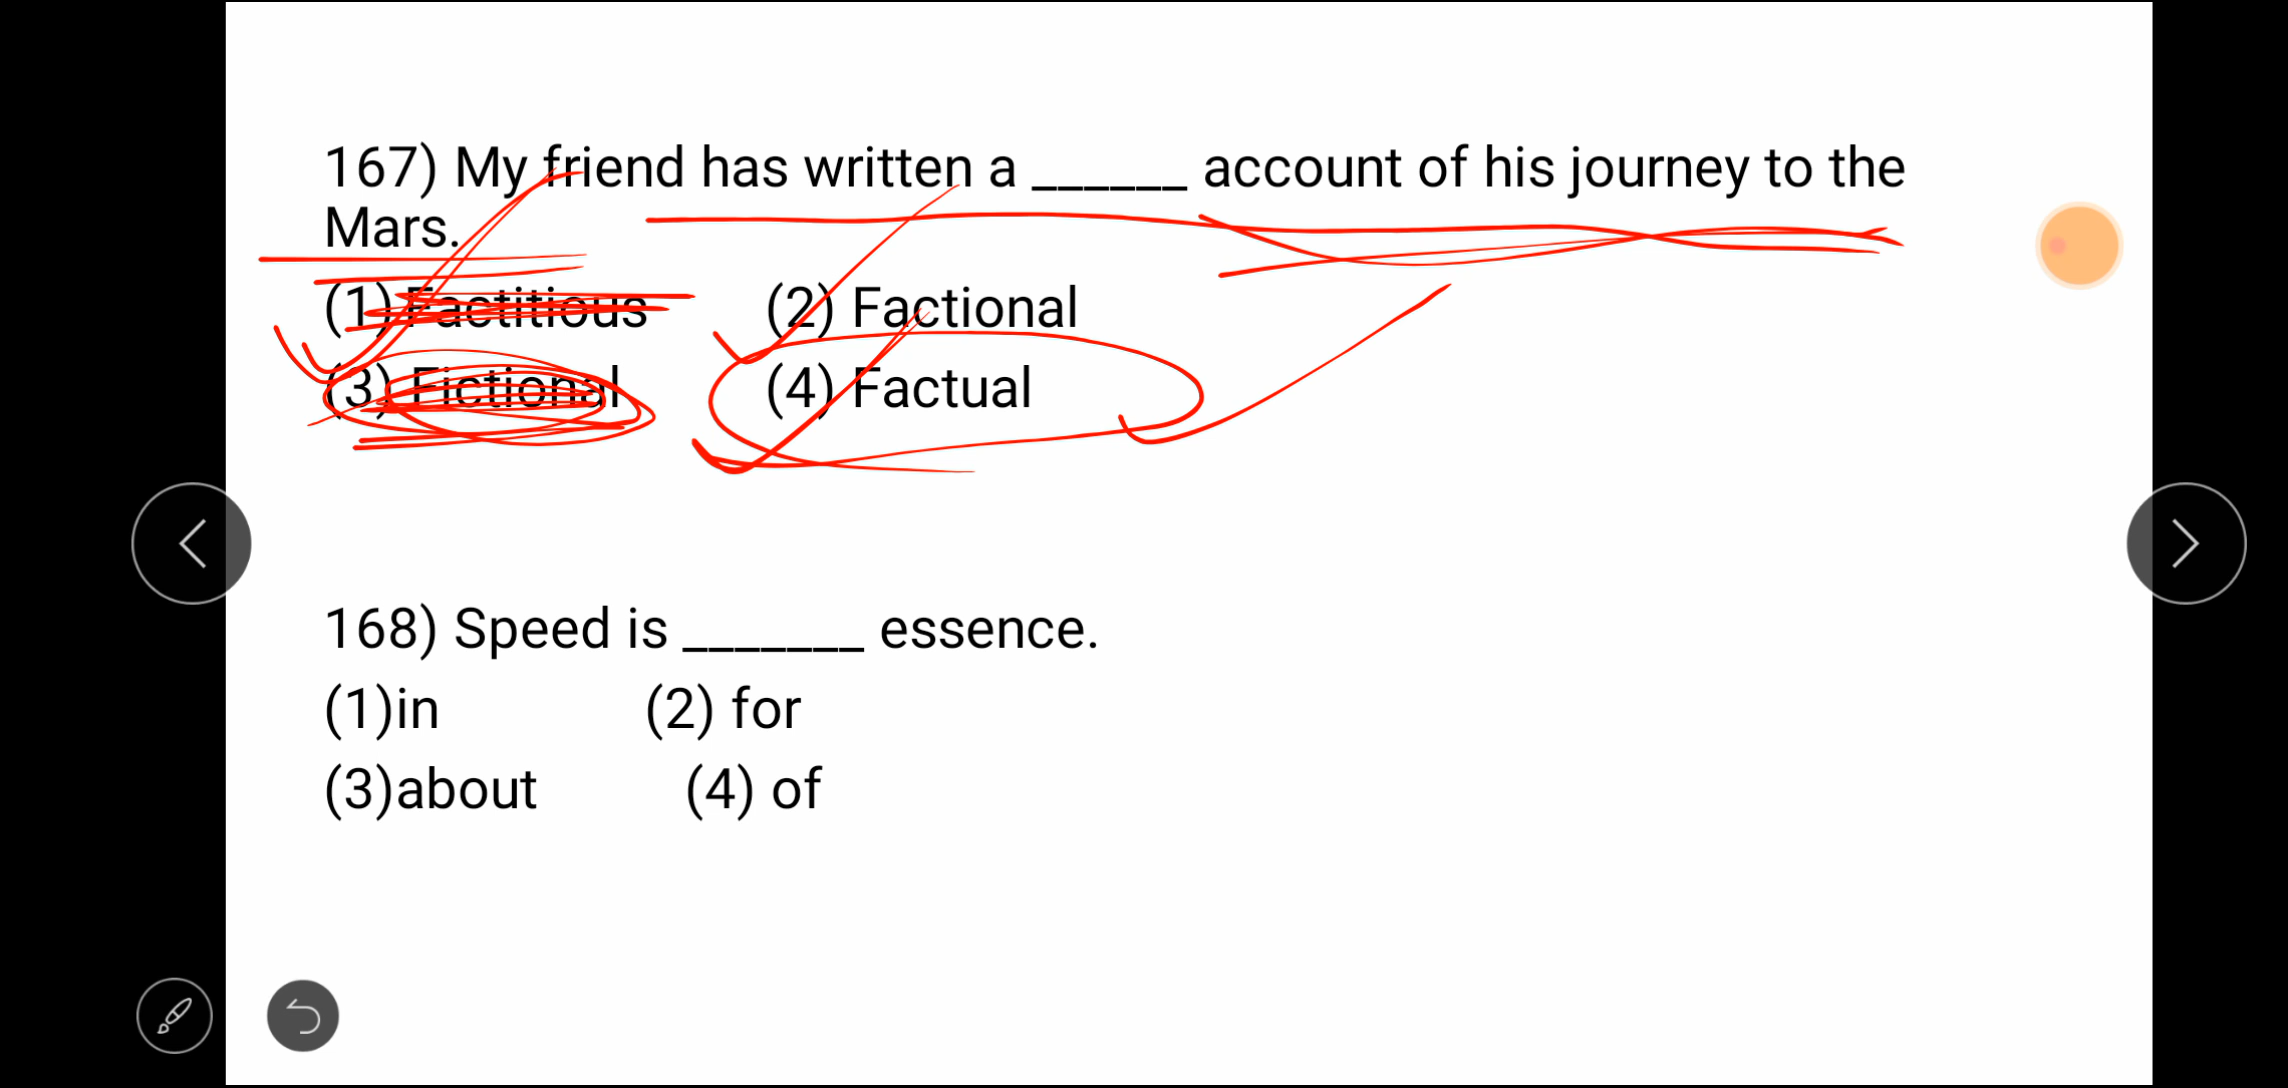 167) My friend has written a ______ account of his journey to the
Mars.
(1) Factitious (2) Factional
(3) Fictional (4) Factual
168) Speed is _______ essence.
(1)in (2) for
(3)about (4) of